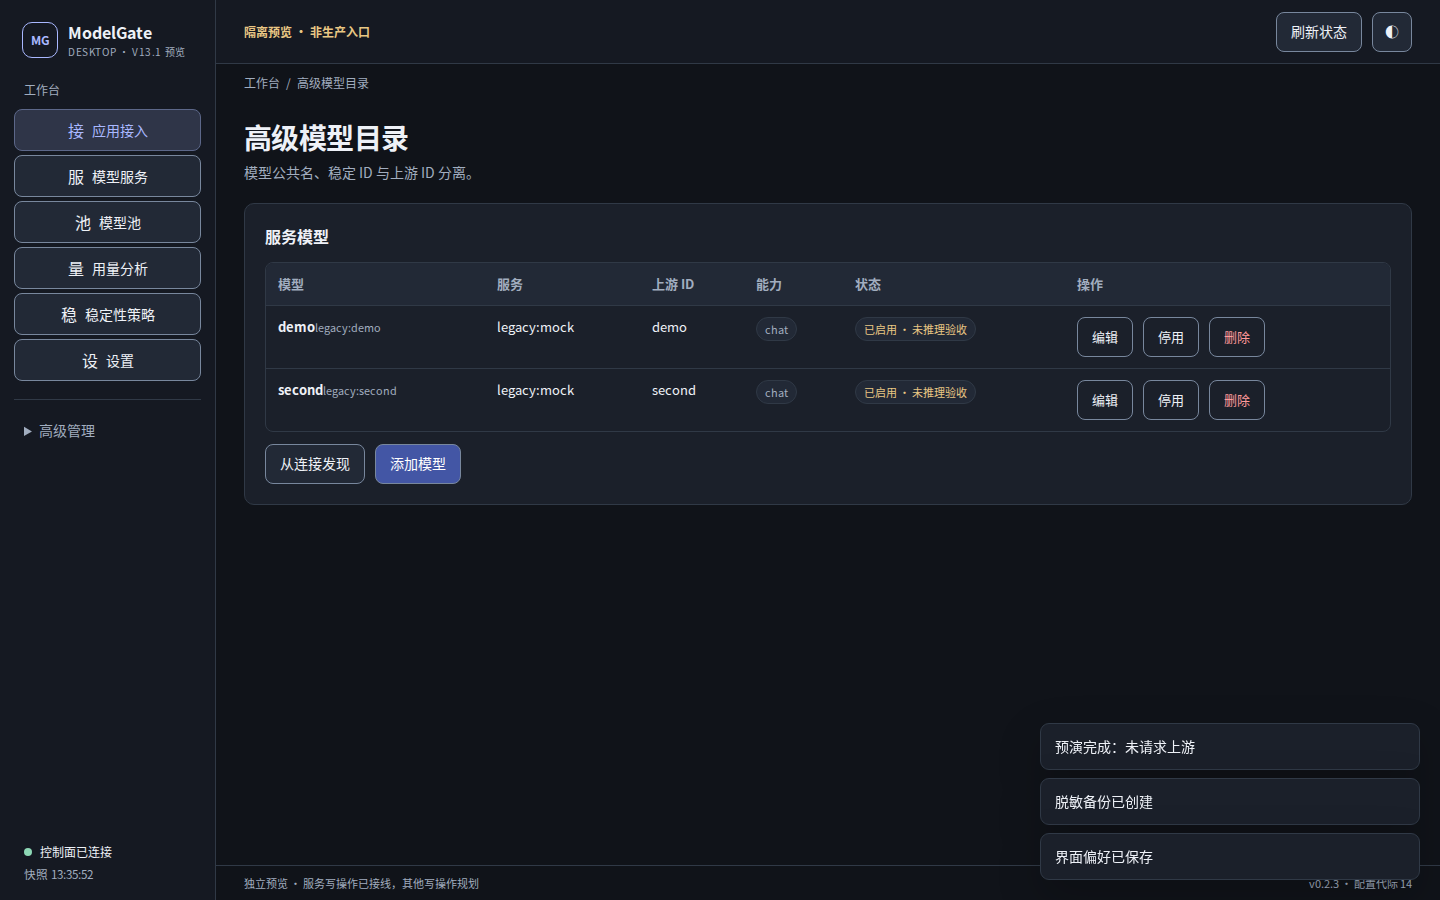 MG
ModelGate
DESKTOP · V13.1 预览
工作台
接 应用接入
服 模型服务
池 模型池
量 用量分析
稳 稳定性策略
设 设置
▶ 高级管理
控制面已连接
快照 13:35:52
隔离预览 · 非生产入口
刷新状态
工作台 / 高级模型目录
高级模型目录
模型公共名、稳定 ID 与上游 ID 分离。
服务模型
模型 服务 上游 ID 能力 状态 操作
demolegacy:demo legacy:mock demo chat 已启用 · 未推理验收 编辑 停用 删除
secondlegacy:second legacy:mock second chat 已启用 · 未推理验收 编辑 停用 删除
从连接发现 添加模型
预演完成：未请求上游
脱敏备份已创建
界面偏好已保存
独立预览 · 服务写操作已接线，其他写操作规划
v0.2.3 · 配置代际 14